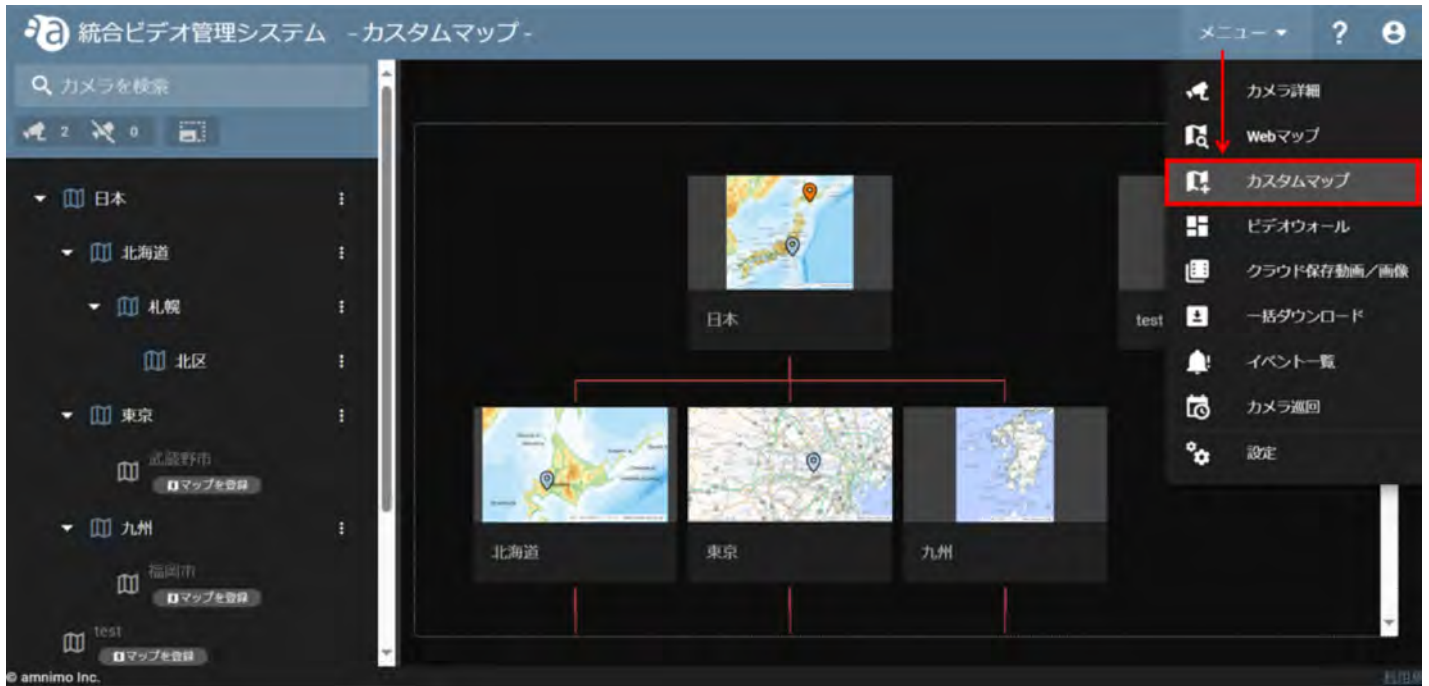 統合ビデオ管理システム -カスタムマップ-
メニュー
?
カメラを検索
2
0
日本
北海道
札幌
北区
東京
武蔵野市
マップを登録
九州
福岡市
マップを登録
test
マップを登録
日本
test
北海道
東京
九州
カメラ詳細
Webマップ
カスタムマップ
ビデオウォール
クラウド保存動画/画像
一括ダウンロード
イベント一覧
カメラ巡回
設定
© amnimo Inc.